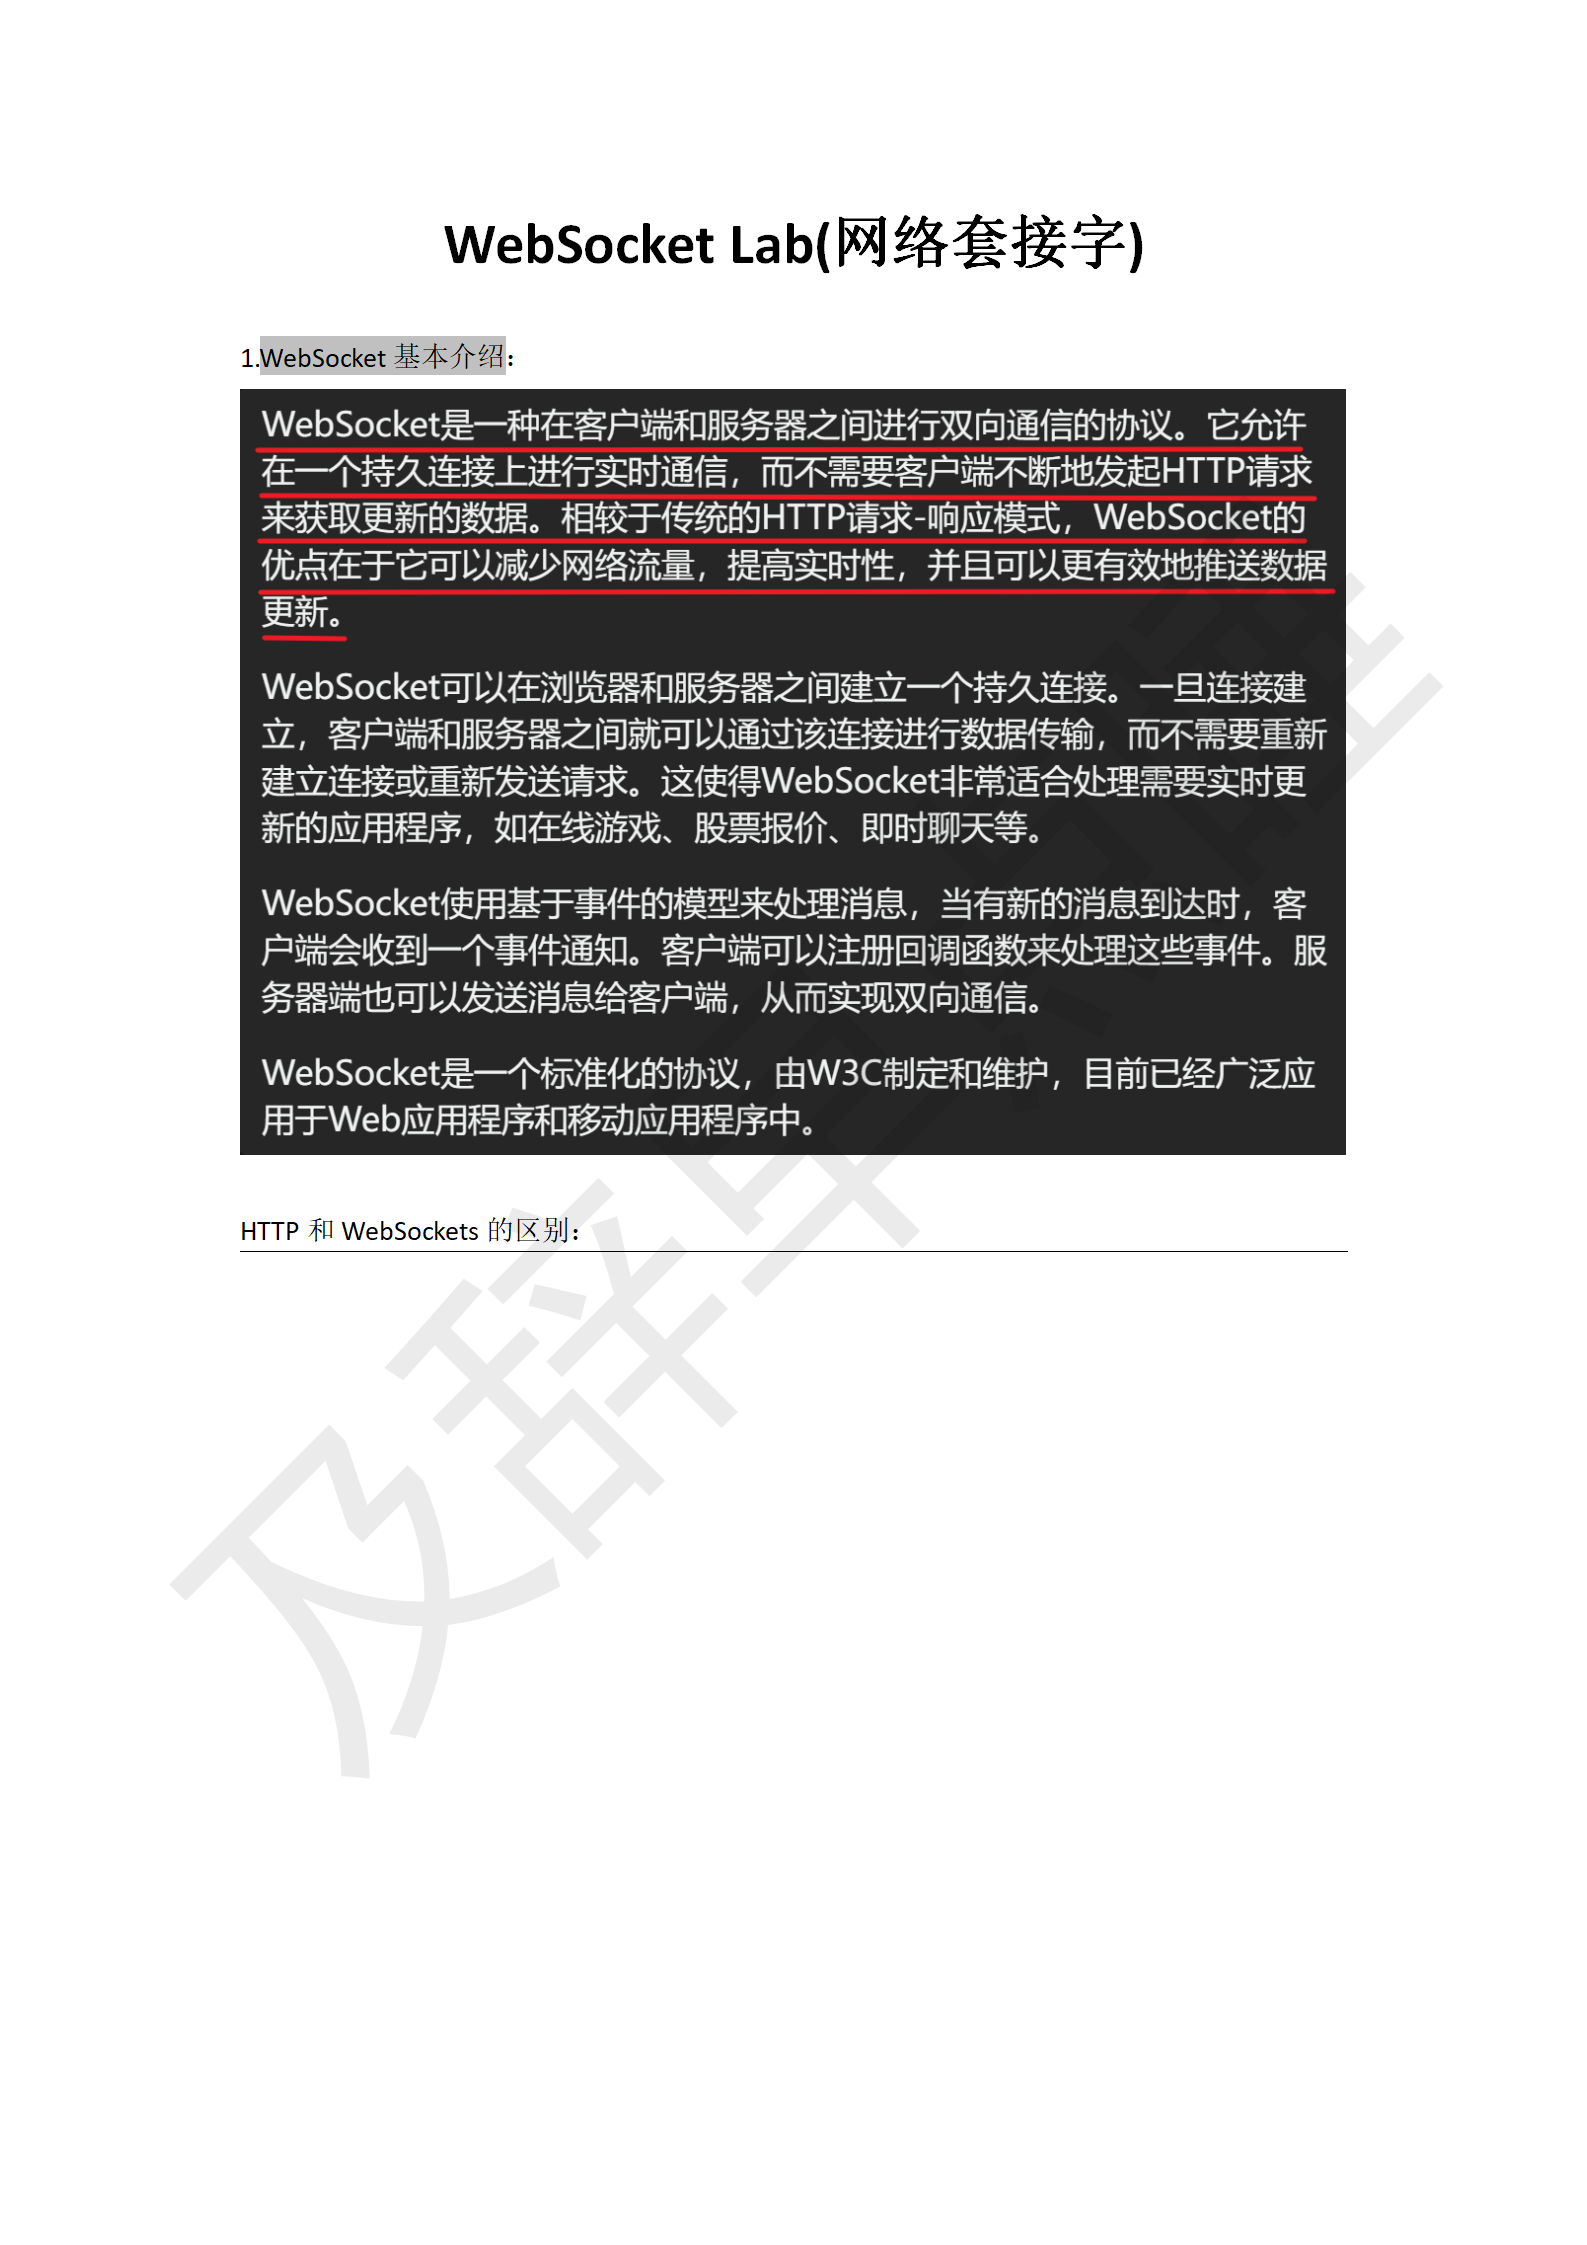 WebSocket Lab(网络套接字)
1.WebSocket 基本介绍：
WebSocket是一种在客户端和服务器之间进行双向通信的协议。它允许
在一个持久连接上进行实时通信，而不需要客户端不断地发起HTTP请求
来获取更新的数据。相较于传统的HTTP请求-响应模式，WebSocket的
优点在于它可以减少网络流量，提高实时性，并且可以更有效地推送数据
更新。
WebSocket可以在浏览器和服务器之间建立一个持久连接。一旦连接建
立，客户端和服务器之间就可以通过该连接进行数据传输，而不需要重新
建立连接或重新发送请求。这使得WebSocket非常适合处理需要实时更
新的应用程序，如在线游戏、股票报价、即时聊天等。
WebSocket使用基于事件的模型来处理消息，当有新的消息到达时，客
户端会收到一个事件通知。客户端可以注册回调函数来处理这些事件。服
务器端也可以发送消息给客户端，从而实现双向通信。
WebSocket是一个标准化的协议，由W3C制定和维护，目前已经广泛应
用于Web应用程序和移动应用程序中。
HTTP 和 WebSockets 的区别：